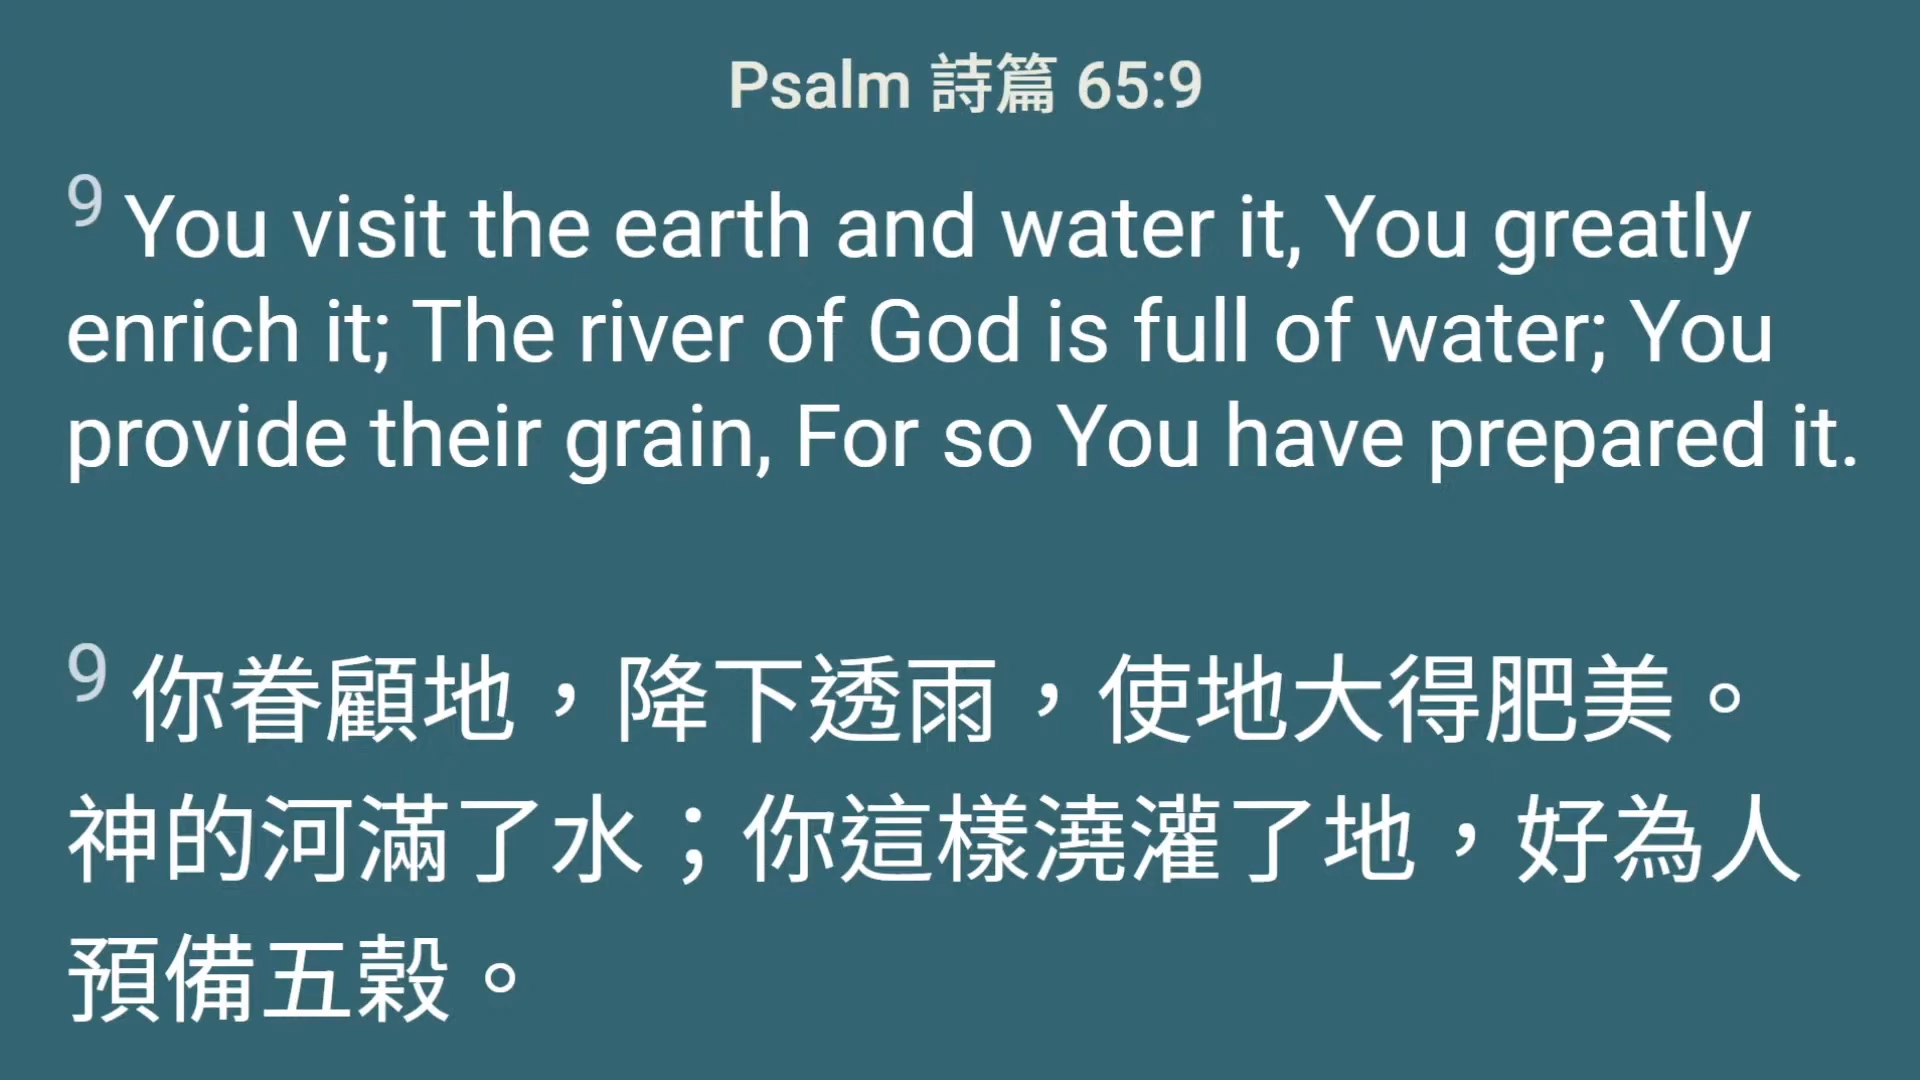 Psalm 詩篇 65:9
9 You visit the earth and water it, You greatly
enrich it; The river of God is full of water; You
provide their grain, For so You have prepared it.
9 你眷顧地，降下透雨，使地大得肥美。
神的河滿了水；你這樣澆灌了地，好為人
預備五穀。